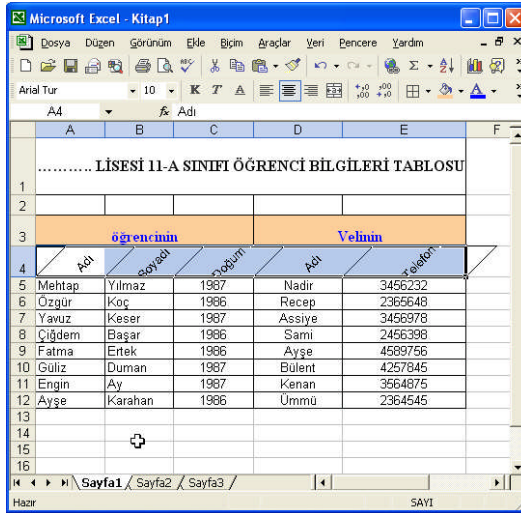 Microsoft Excel - Kitap1
Dosya Düzen Görünüm Ekle Biçim Araçlar Veri Pencere Yardım
Arial Tur 10 K T A
A4 fx Adı
A B C D E F
1 ........... LİSESİ 11-A SINIFI ÖĞRENCİ BİLGİLERİ TABLOSU
2
3 öğrencinin Velinin
4 Adı Soyadı Doğum Adı Telefon
5 Mehtap Yılmaz 1987 Nadir 3456232
6 Özgür Koç 1986 Recep 2365648
7 Yavuz Keser 1987 Assiye 3456978
8 Çiğdem Başar 1986 Sami 2456398
9 Fatma Ertek 1986 Ayşe 4589756
10 Güliz Duman 1987 Bülent 4257845
11 Engin Ay 1987 Kenan 3564875
12 Ayşe Karahan 1986 Ümmü 2364545
13
14
15
16
Sayfa1 Sayfa2 Sayfa3
Hazır SAYI